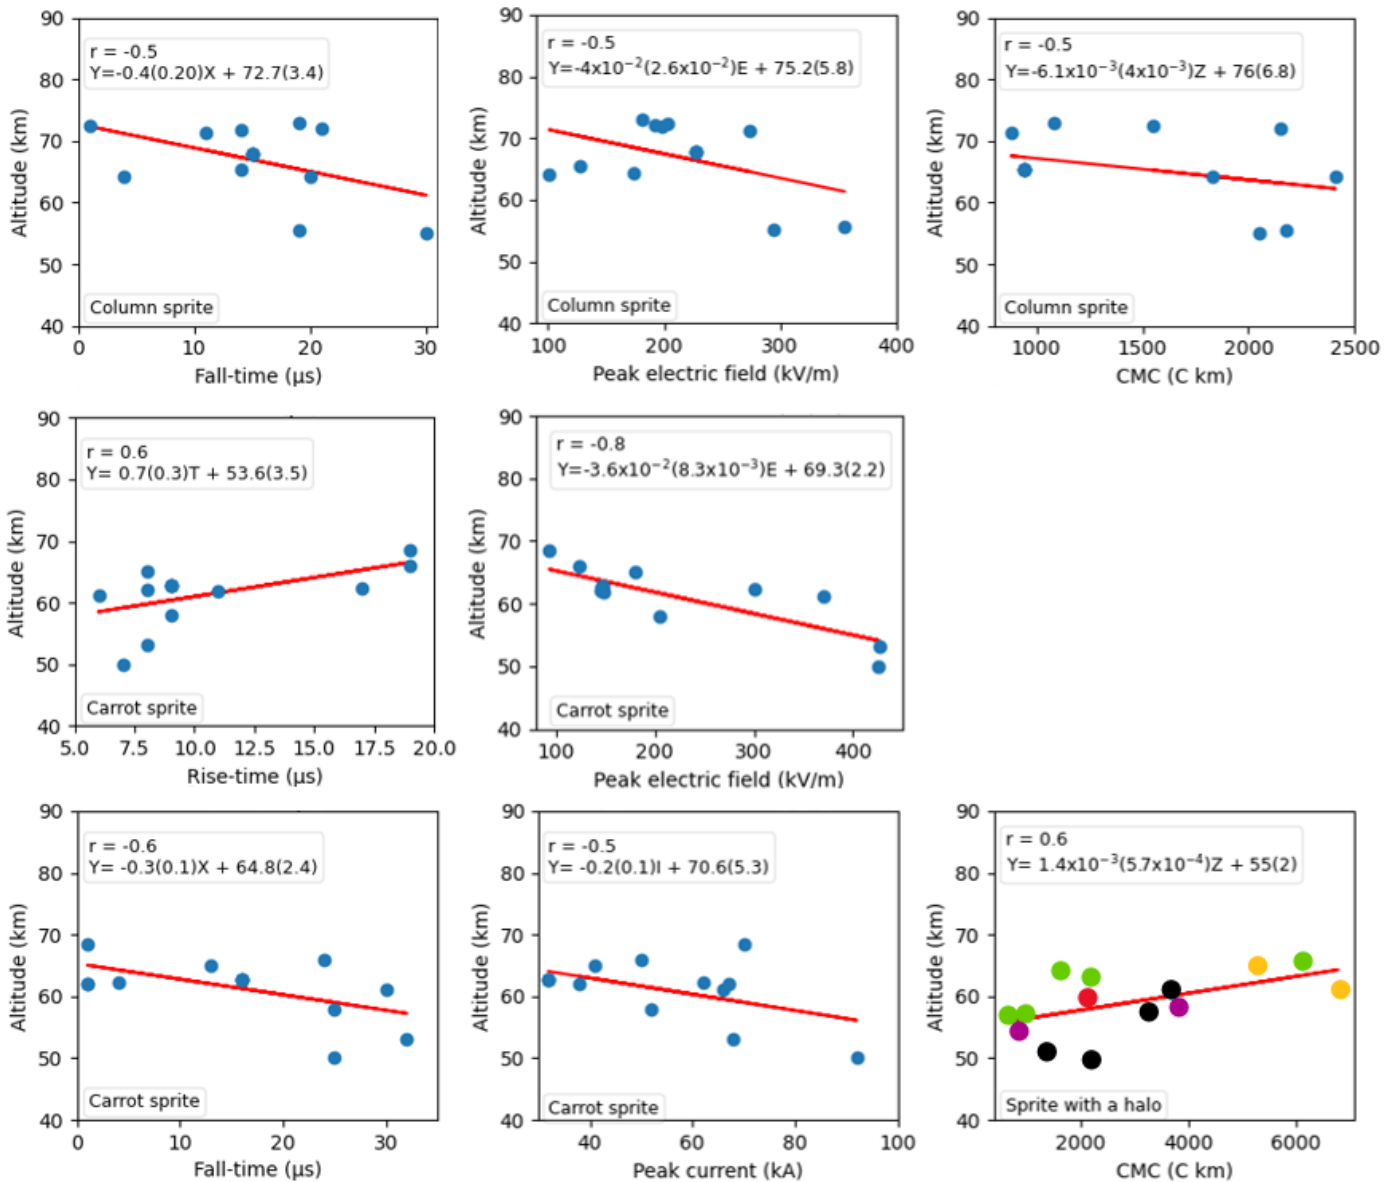 90
80
70
60
50
40
Altitude (km)
r = -0.5
Y=-0.4(0.20)X + 72.7(3.4)
Column sprite
0 10 20 30
Fall-time (µs)
90
80
70
60
50
40
Altitude (km)
r = -0.5
Y=-4x10⁻²(2.6x10⁻²)E + 75.2(5.8)
Column sprite
100 200 300 400
Peak electric field (kV/m)
90
80
70
60
50
40
Altitude (km)
r = -0.5
Y=-6.1x10⁻³(4x10⁻³)Z + 76(6.8)
Column sprite
1000 1500 2000 2500
CMC (C km)
90
80
70
60
50
40
Altitude (km)
r = 0.6
Y= 0.7(0.3)T + 53.6(3.5)
Carrot sprite
5.0 7.5 10.0 12.5 15.0 17.5 20.0
Rise-time (µs)
90
80
70
60
50
40
Altitude (km)
r = -0.8
Y=-3.6x10⁻²(8.3x10⁻³)E + 69.3(2.2)
Carrot sprite
100 200 300 400
Peak electric field (kV/m)
90
80
70
60
50
40
Altitude (km)
r = -0.6
Y= -0.3(0.1)X + 64.8(2.4)
Carrot sprite
0 10 20 30
Fall-time (µs)
90
80
70
60
50
40
Altitude (km)
r = -0.5
Y= -0.2(0.1)I + 70.6(5.3)
Carrot sprite
40 60 80 100
Peak current (kA)
90
80
70
60
50
40
Altitude (km)
r = 0.6
Y= 1.4x10⁻³(5.7x10⁻⁴)Z + 55(2)
Sprite with a halo
2000 4000 6000
CMC (C km)